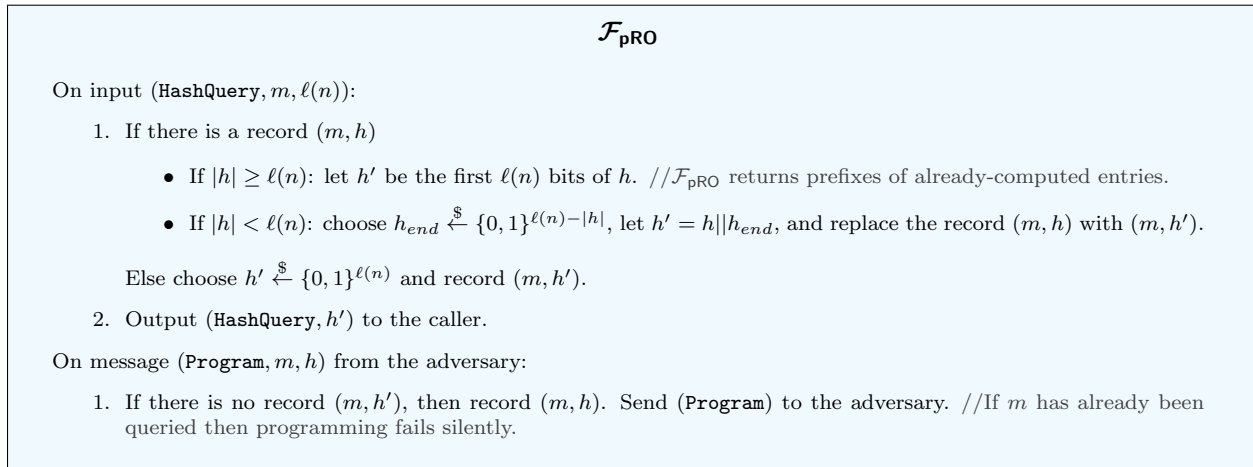 𝓕pRO
On input (HashQuery, m, ℓ(n)):
1. If there is a record (m, h)
• If |h| ≥ ℓ(n): let h′ be the first ℓ(n) bits of h. //𝓕pRO returns prefixes of already-computed entries.
• If |h| < ℓ(n): choose h_end ←$ {0, 1}^{ℓ(n)−|h|}, let h′ = h||h_end, and replace the record (m, h) with (m, h′).
Else choose h′ ←$ {0, 1}^{ℓ(n)} and record (m, h′).
2. Output (HashQuery, h′) to the caller.
On message (Program, m, h) from the adversary:
1. If there is no record (m, h′), then record (m, h). Send (Program) to the adversary. //If m has already been
queried then programming fails silently.